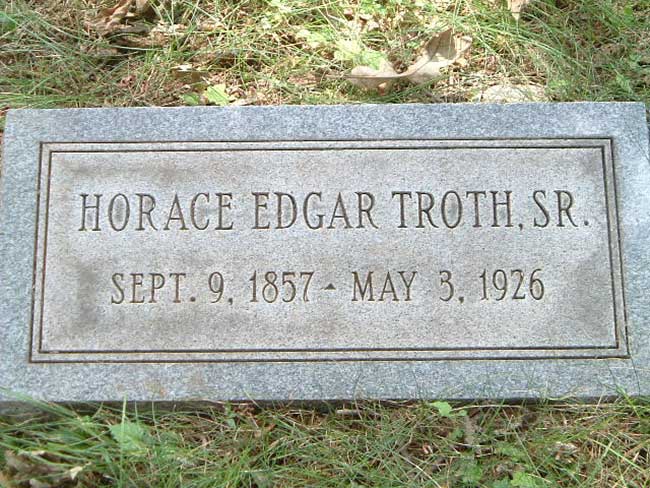 HORACE EDGAR TROTH, SR.
SEPT. 9, 1857 - MAY 3, 1926